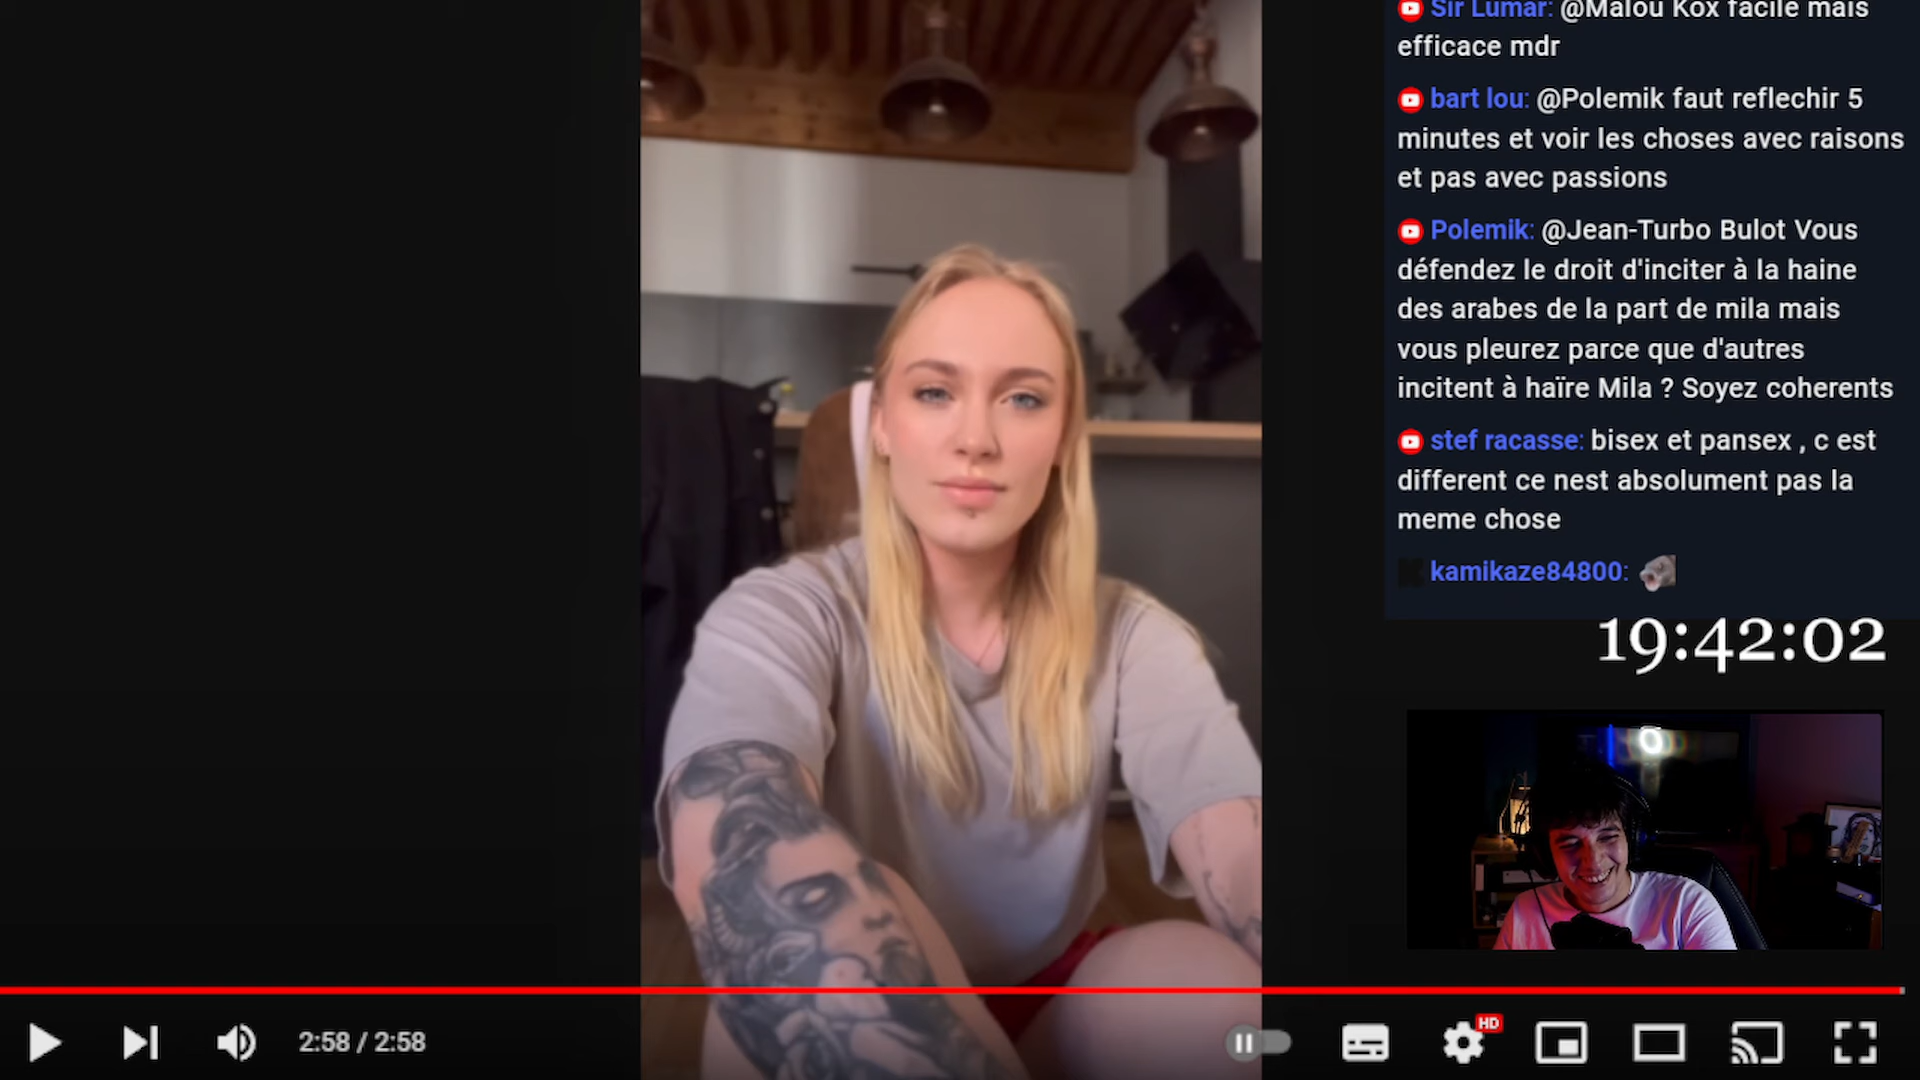 Sir Lumar: @Malou Kox facile mais
efficace mdr
bart lou: @Polemik faut reflechir 5
minutes et voir les choses avec raisons
et pas avec passions
Polemik: @Jean-Turbo Bulot Vous
défendez le droit d'inciter à la haine
des arabes de la part de mila mais
vous pleurez parce que d'autres
incitent à haïre Mila ? Soyez coherents
stef racasse: bisex et pansex , c est
different ce nest absolument pas la
meme chose
kamikaze84800:
19:42:02
2:58 / 2:58
HD